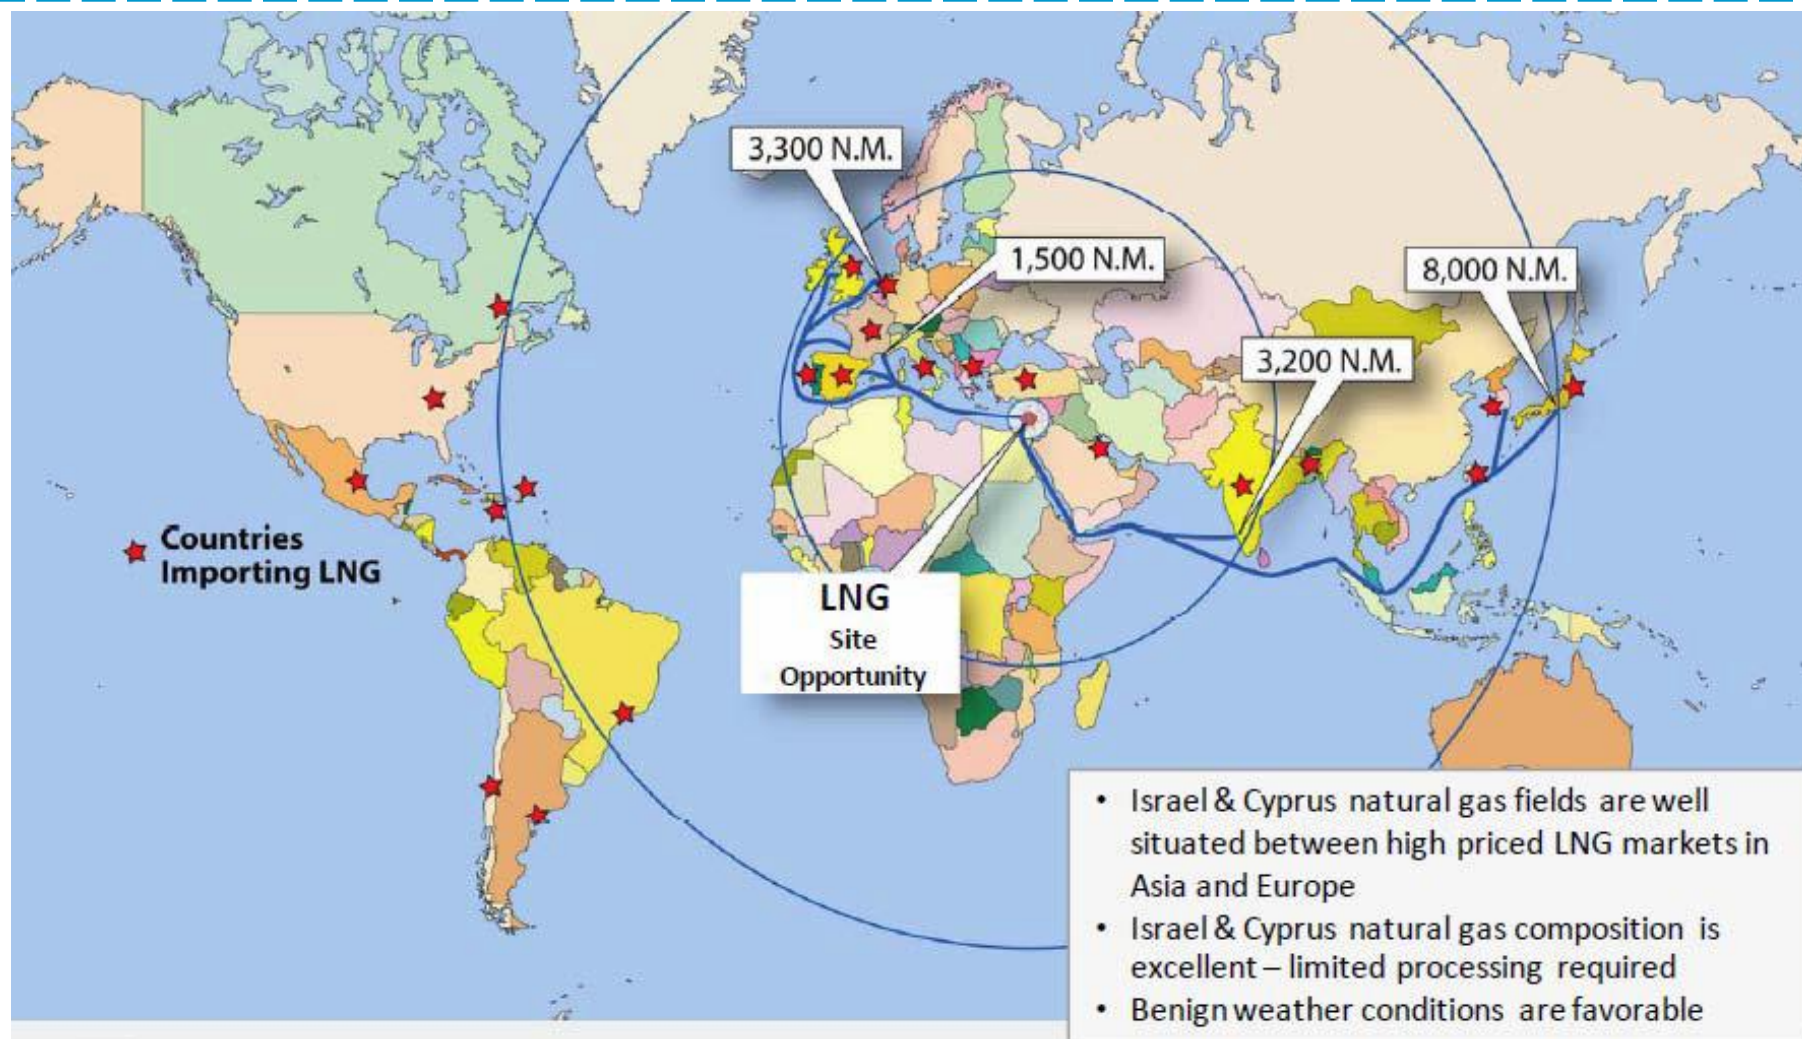 3,300 N.M.
1,500 N.M.
8,000 N.M.
3,200 N.M.
Countries
Importing LNG
LNG
Site
Opportunity
• Israel & Cyprus natural gas fields are well
situated between high priced LNG markets in
Asia and Europe
• Israel & Cyprus natural gas composition is
excellent – limited processing required
• Benign weather conditions are favorable